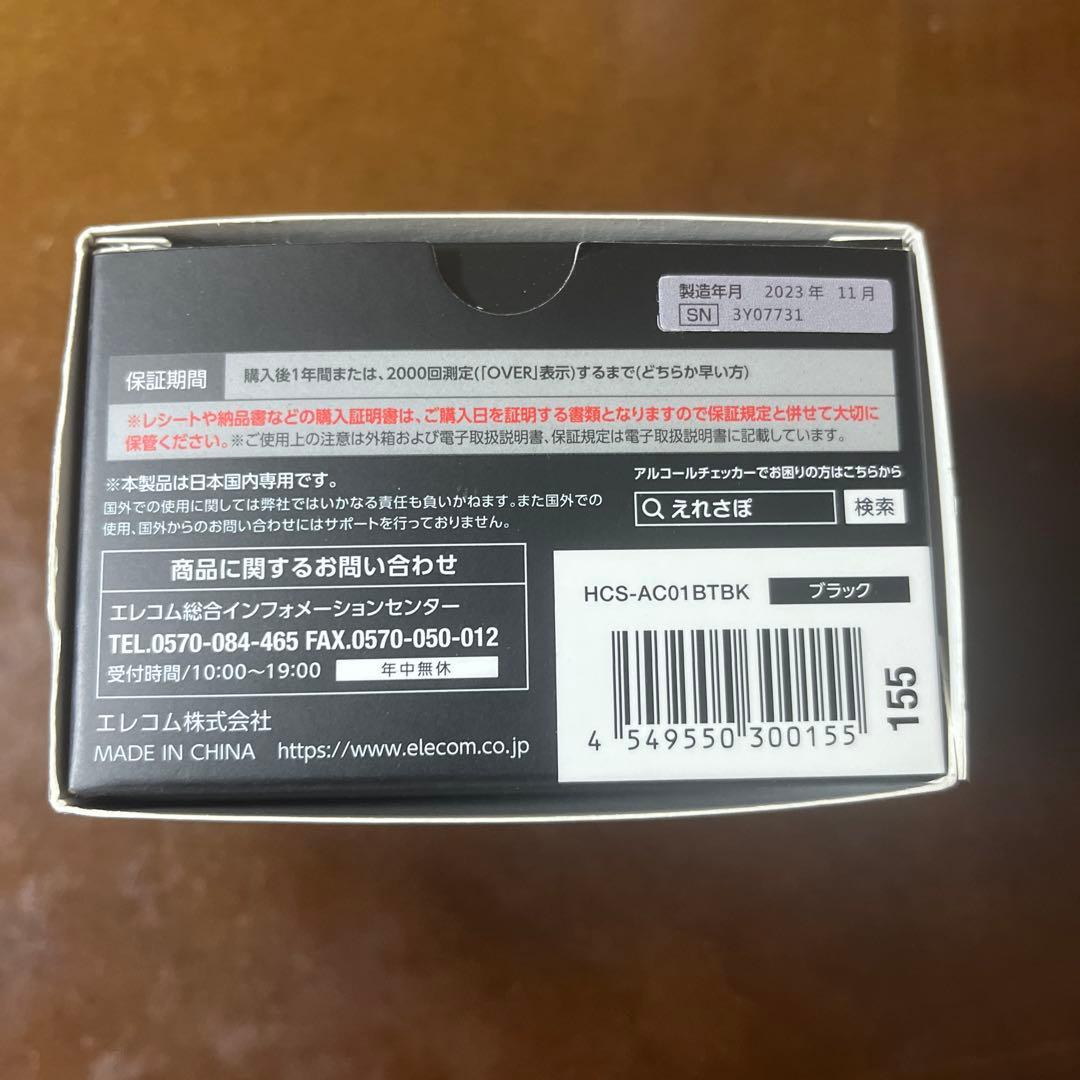 製造年月 2023年 11月
SN 3Y07731
保証期間 購入後1年間または、2000回測定(「OVER」表示)するまで(どちらか早い方)
※レシートや納品書などの購入証明書は、ご購入日を証明する書類となりますので保証規定と併せて大切に
保管ください。※ご使用上の注意は外箱および電子取扱説明書、保証規定は電子取扱説明書に記載しています。
※本製品は日本国内専用です。
国外での使用に関しては弊社ではいかなる責任も負いかねます。また国外での
使用、国外からのお問い合わせにはサポートを行っておりません。
アルコールチェッカーでお困りの方はこちらから
えれさぽ 検索
商品に関するお問い合わせ
エレコム総合インフォメーションセンター
TEL.0570-084-465 FAX.0570-050-012
受付時間/10:00〜19:00 年中無休
エレコム株式会社
MADE IN CHINA https://www.elecom.co.jp
HCS-AC01BTBK ブラック
4 549550 300155
155